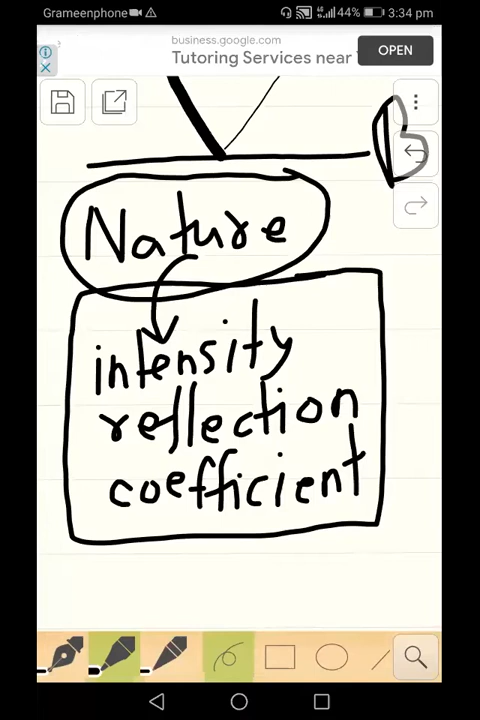 Grameenphone 44% 3:34 pm
business.google.com
Tutoring Services near
OPEN
B
Nature
intensity
reflection
coefficient